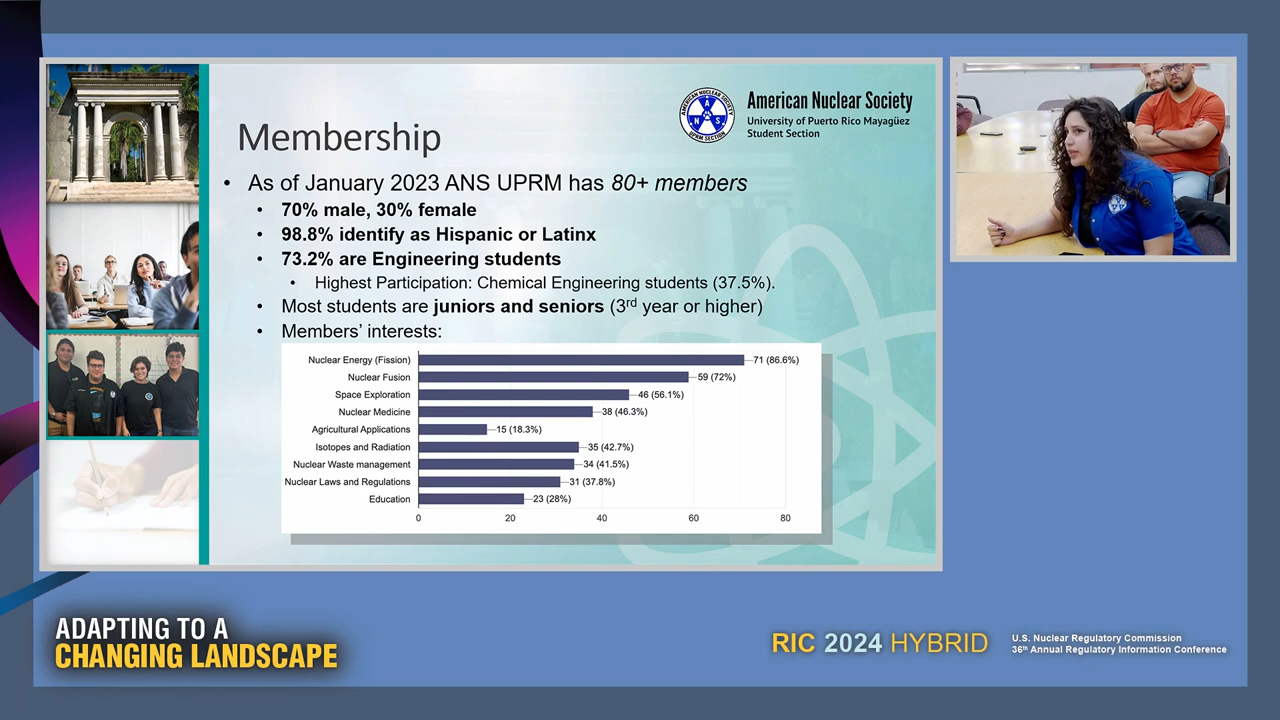 American Nuclear Society
University of Puerto Rico Mayagüez
Student Section
AMERICAN NUCLEAR SOCIETY
A
N S
UPRM SECTION
Membership
• As of January 2023 ANS UPRM has 80+ members
• 70% male, 30% female
• 98.8% identify as Hispanic or Latinx
• 73.2% are Engineering students
• Highest Participation: Chemical Engineering students (37.5%).
• Most students are juniors and seniors (3rd year or higher)
• Members’ interests:
Nuclear Energy (Fission) 71 (86.6%)
Nuclear Fusion 59 (72%)
Space Exploration 46 (56.1%)
Nuclear Medicine 38 (46.3%)
Agricultural Applications 15 (18.3%)
Isotopes and Radiation 35 (42.7%)
Nuclear Waste management 34 (41.5%)
Nuclear Laws and Regulations 31 (37.8%)
Education 23 (28%)
0 20 40 60 80
ADAPTING TO A
CHANGING LANDSCAPE
RIC 2024 HYBRID
U.S. Nuclear Regulatory Commission
36th Annual Regulatory Information Conference